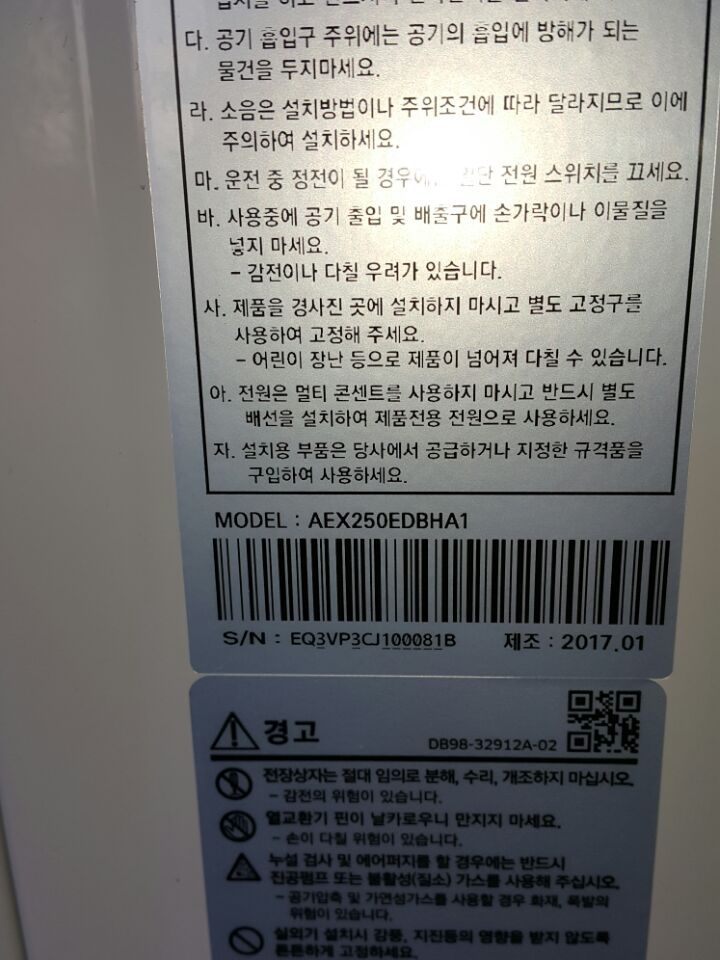 다. 공기 흡입구 주위에는 공기의 흡입에 방해가 되는
물건을 두지마세요.
라. 소음은 설치방법이나 주위조건에 따라 달라지므로 이에
주의하여 설치하세요.
마. 운전 중 정전이 될 경우에 전원 스위치를 끄세요.
바. 사용중에 공기 출입 및 배출구에 손가락이나 이물질을
넣지 마세요.
- 감전이나 다칠 우려가 있습니다.
사. 제품을 경사진 곳에 설치하지 마시고 별도 고정구를
사용하여 고정해 주세요.
- 어린이 장난 등으로 제품이 넘어져 다칠 수 있습니다.
아. 전원은 멀티 콘센트를 사용하지 마시고 반드시 별도
배선을 설치하여 제품전용 전원으로 사용하세요.
자. 설치용 부품은 당사에서 공급하거나 지정한 규격품을
구입하여 사용하세요.
MODEL : AEX250EDBHA1
S/N : EQ3VP3CJ100081B 제조 : 2017.01
경고 DB98-32912A-02
전장상자는 절대 임의로 분해, 수리, 개조하지 마십시오.
- 감전의 위험이 있습니다.
열교환기 핀이 날카로우니 만지지 마세요.
- 손이 다칠 위험이 있습니다.
누설 검사 및 에어퍼지를 할 경우에는 반드시
진공펌프 또는 불활성(질소) 가스를 사용해 주십시오.
- 공기압축 및 가연성가스를 사용할 경우 화재, 폭발의
위험이 있습니다.
실외기 설치시 강풍, 지진등의 영향을 받지 않도록
튼튼하게 고정하세요.